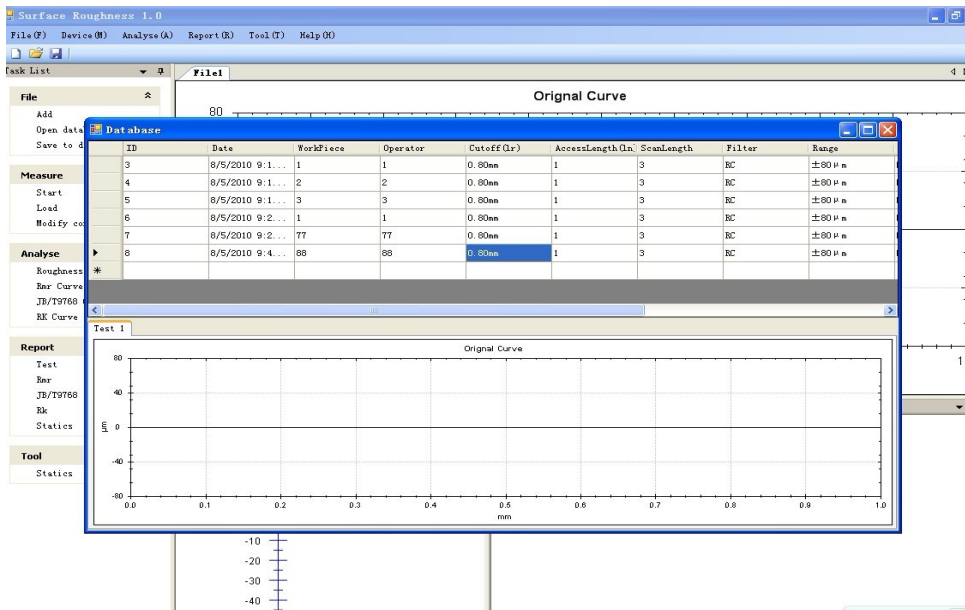 Surface Roughness 1.0
File(F) Device(M) Analyse(A) Report(R) Tool(T) Help(H)
Task List
File1
File
Add
Open data
Save to d
Measure
Start
Load
Modify co
Analyse
Roughness
Rmr Curve
JB/T9768
RK Curve
Report
Test
Rmr
JB/T9768
Rk
Statics
Tool
Statics
Orignal Curve
80
Database
ID Date WorkPiece Operator Cutoff(lr) AccessLength(ln) ScanLength Filter Range
3 8/5/2010 9:1... 1 1 0.80mm 1 3 RC ±80μm
4 8/5/2010 9:1... 2 2 0.80mm 1 3 RC ±80μm
5 8/5/2010 9:1... 3 3 0.80mm 1 3 RC ±80μm
6 8/5/2010 9:2... 1 1 0.80mm 1 3 RC ±80μm
7 8/5/2010 9:2... 77 77 0.80mm 1 3 RC ±80μm
8 8/5/2010 9:4... 88 88 0.80mm 1 3 RC ±80μm
Test 1
Orignal Curve
80
40
μm 0
-40
-80
0.0 0.1 0.2 0.3 0.4 0.5 0.6 0.7 0.8 0.9 1.0
mm
1
-10
-20
-30
-40